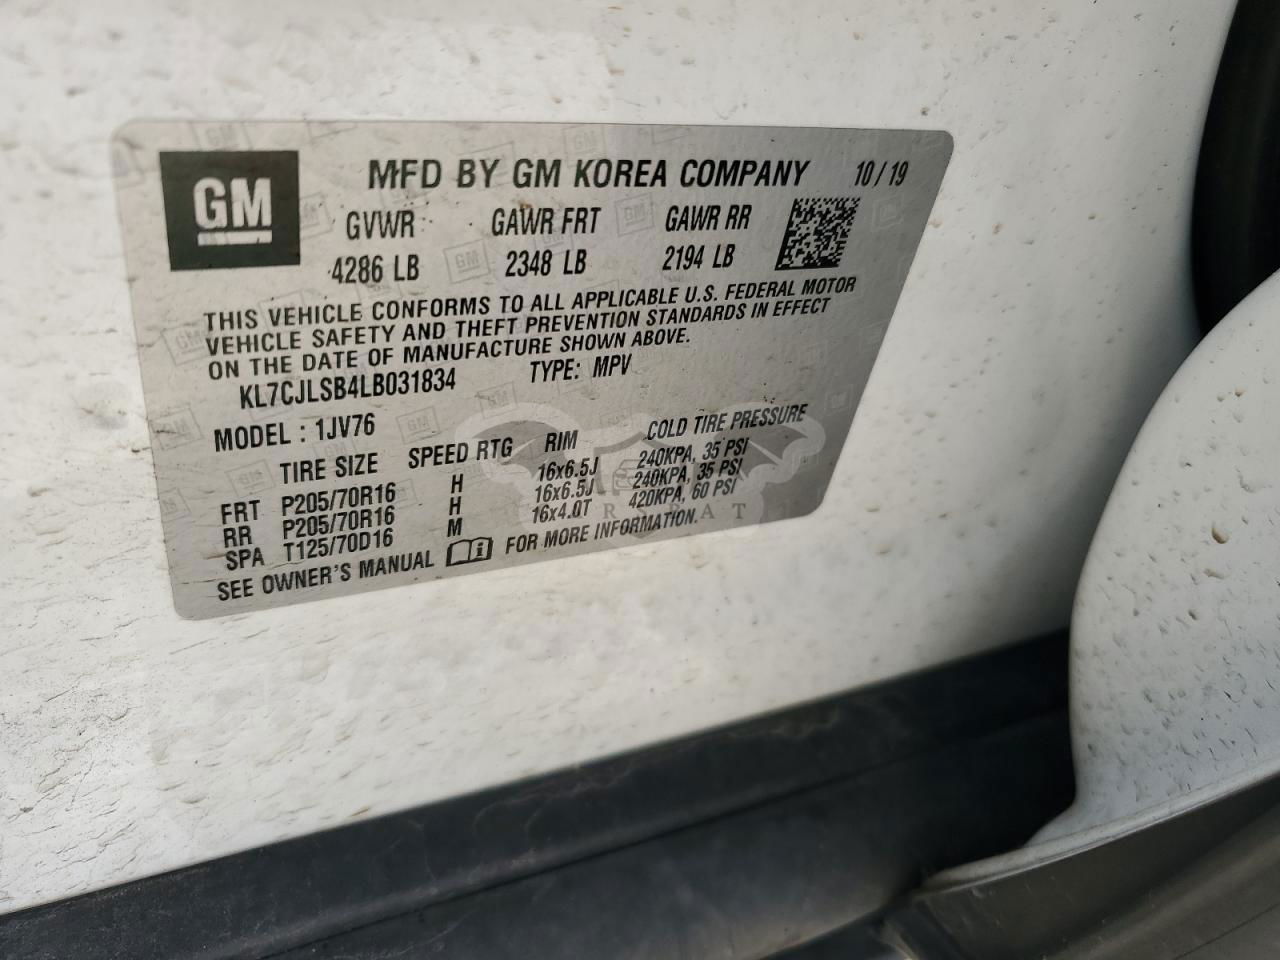 GM
MFD BY GM KOREA COMPANY 10/19
GVWR GAWR FRT GAWR RR
4286 LB 2348 LB 2194 LB
THIS VEHICLE CONFORMS TO ALL APPLICABLE U.S. FEDERAL MOTOR
VEHICLE SAFETY AND THEFT PREVENTION STANDARDS IN EFFECT
ON THE DATE OF MANUFACTURE SHOWN ABOVE.
KL7CJLSB4LB031834 TYPE: MPV
MODEL : 1JV76
TIRE SIZE SPEED RTG RIM COLD TIRE PRESSURE
FRT P205/70R16 H 16x6.5J 240KPA, 35 PSI
RR P205/70R16 H 16x6.5J 240KPA, 35 PSI
SPA T125/70D16 M 16x4.0T 420KPA, 60 PSI
SEE OWNER'S MANUAL FOR MORE INFORMATION.